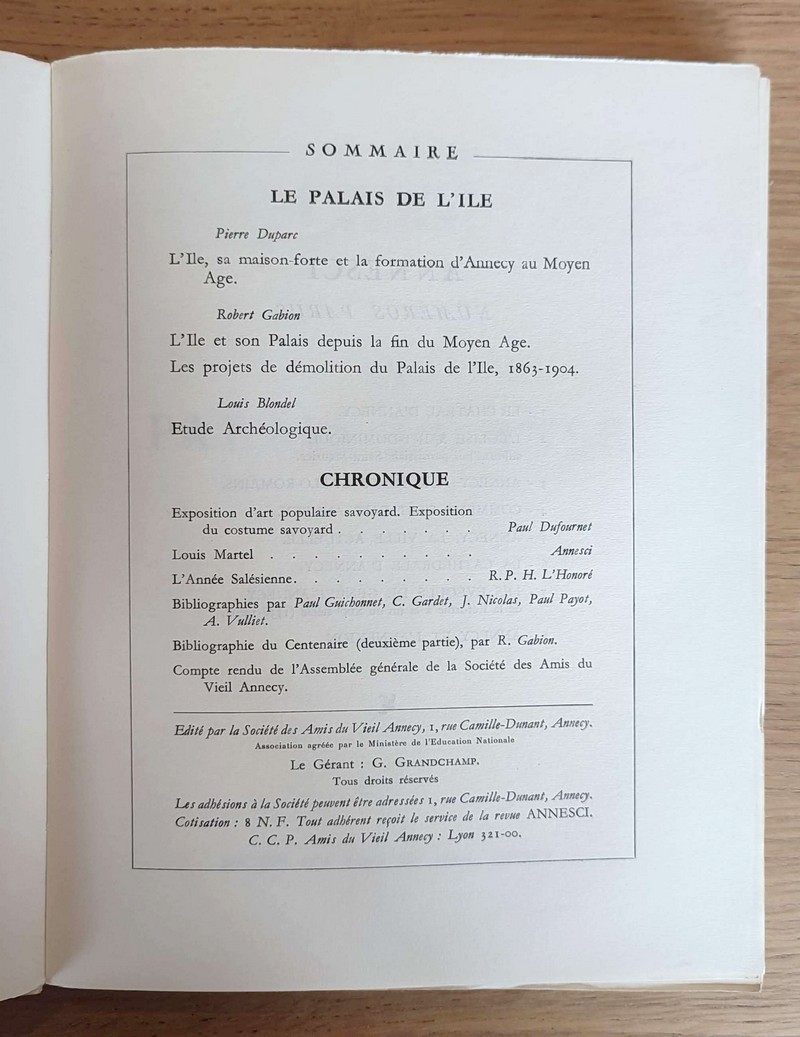 SOMMAIRE
LE PALAIS DE L'ILE
Pierre Duparc
L'Ile, sa maison-forte et la formation d'Annecy au Moyen
Age.
Robert Gabion
L'Ile et son Palais depuis la fin du Moyen Age.
Les projets de démolition du Palais de l'Ile, 1863-1904.
Louis Blondel
Etude Archéologique.
CHRONIQUE
Exposition d'art populaire savoyard. Exposition
du costume savoyard . . . . . . . Paul Dufournet
Louis Martel . . . . . . . . . . Annesci
L'Année Salésienne. . . . . . . . . R. P. H. L'Honoré
Bibliographies par Paul Guichonnet, C. Gardet, J. Nicolas, Paul Payot,
A. Vulliet.
Bibliographie du Centenaire (deuxième partie), par R. Gabion.
Compte rendu de l'Assemblée générale de la Société des Amis du
Vieil Annecy.
Edité par la Société des Amis du Vieil Annecy, 1, rue Camille-Dunant, Annecy.
Association agréée par le Ministère de l'Education Nationale
Le Gérant : G. GRANDCHAMP.
Tous droits réservés
Les adhésions à la Société peuvent être adressées 1, rue Camille-Dunant, Annecy.
Cotisation : 8 N. F. Tout adhérent reçoit le service de la revue ANNESCI.
C. C. P. Amis du Vieil Annecy : Lyon 321-00.